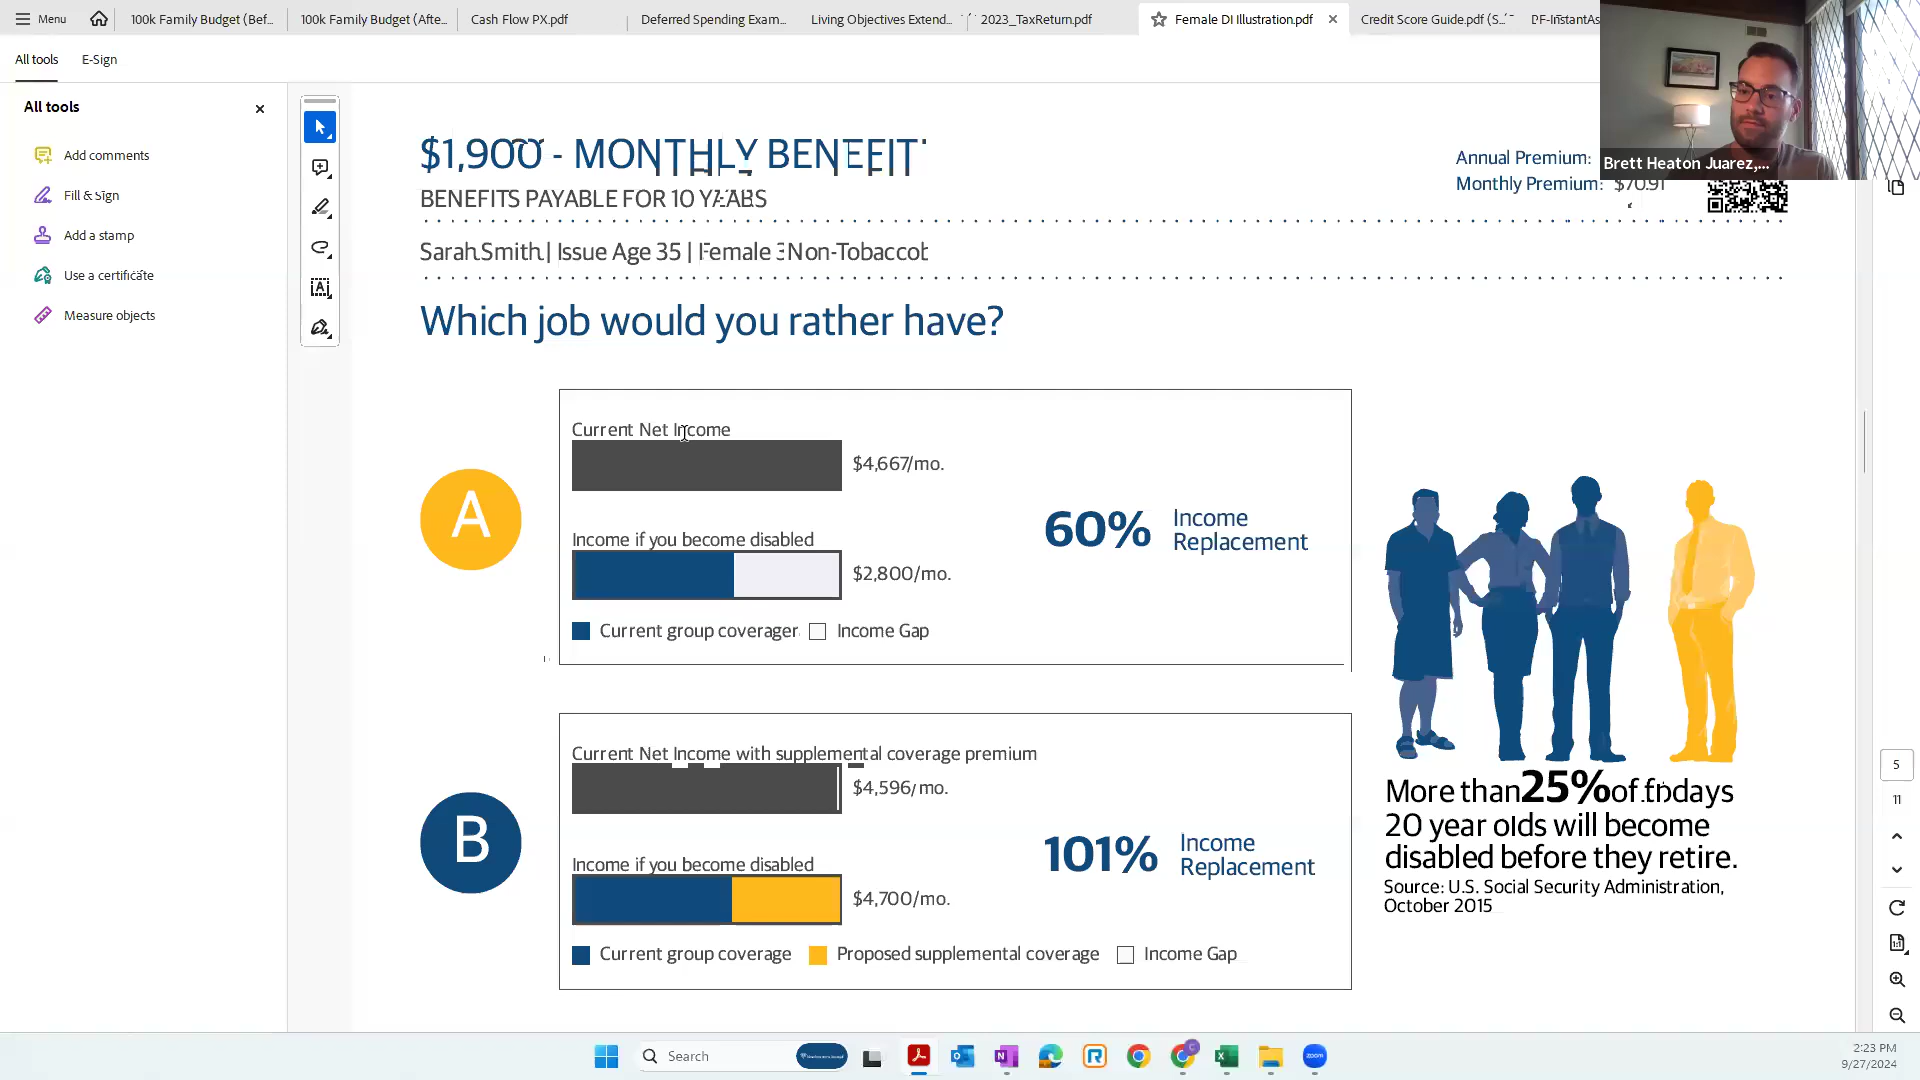 Menu
100k Family Budget (Bef...
100k Family Budget (Afte...
Cash Flow PX.pdf
Deferred Spending Exam...
Living Objectives Extend...
2023_TaxReturn.pdf
Female DI Illustration.pdf
Credit Score Guide.pdf (S...
PF-InstantAs
All tools
E-Sign
All tools
Add comments
Fill & Sign
Add a stamp
Use a certificate
Measure objects
$1,900 - MONTHLY BENEFIT
BENEFITS PAYABLE FOR 10 YEARS
Annual Premium:
Monthly Premium: $70.91
Brett Heaton Juarez,...
Sarah Smith | Issue Age 35 | Female Non-Tobacco
Which job would you rather have?
A
Current Net Income
$4,667/mo.
Income if you become disabled
$2,800/mo.
Current group coverage
Income Gap
60% Income
Replacement
B
Current Net Income with supplemental coverage premium
$4,596/mo.
Income if you become disabled
$4,700/mo.
Current group coverage
Proposed supplemental coverage
Income Gap
101% Income
Replacement
More than 25% of todays
20 year olds will become
disabled before they retire.
Source: U.S. Social Security Administration,
October 2015
5
11
Search
zoom
2:23 PM
9/27/2024